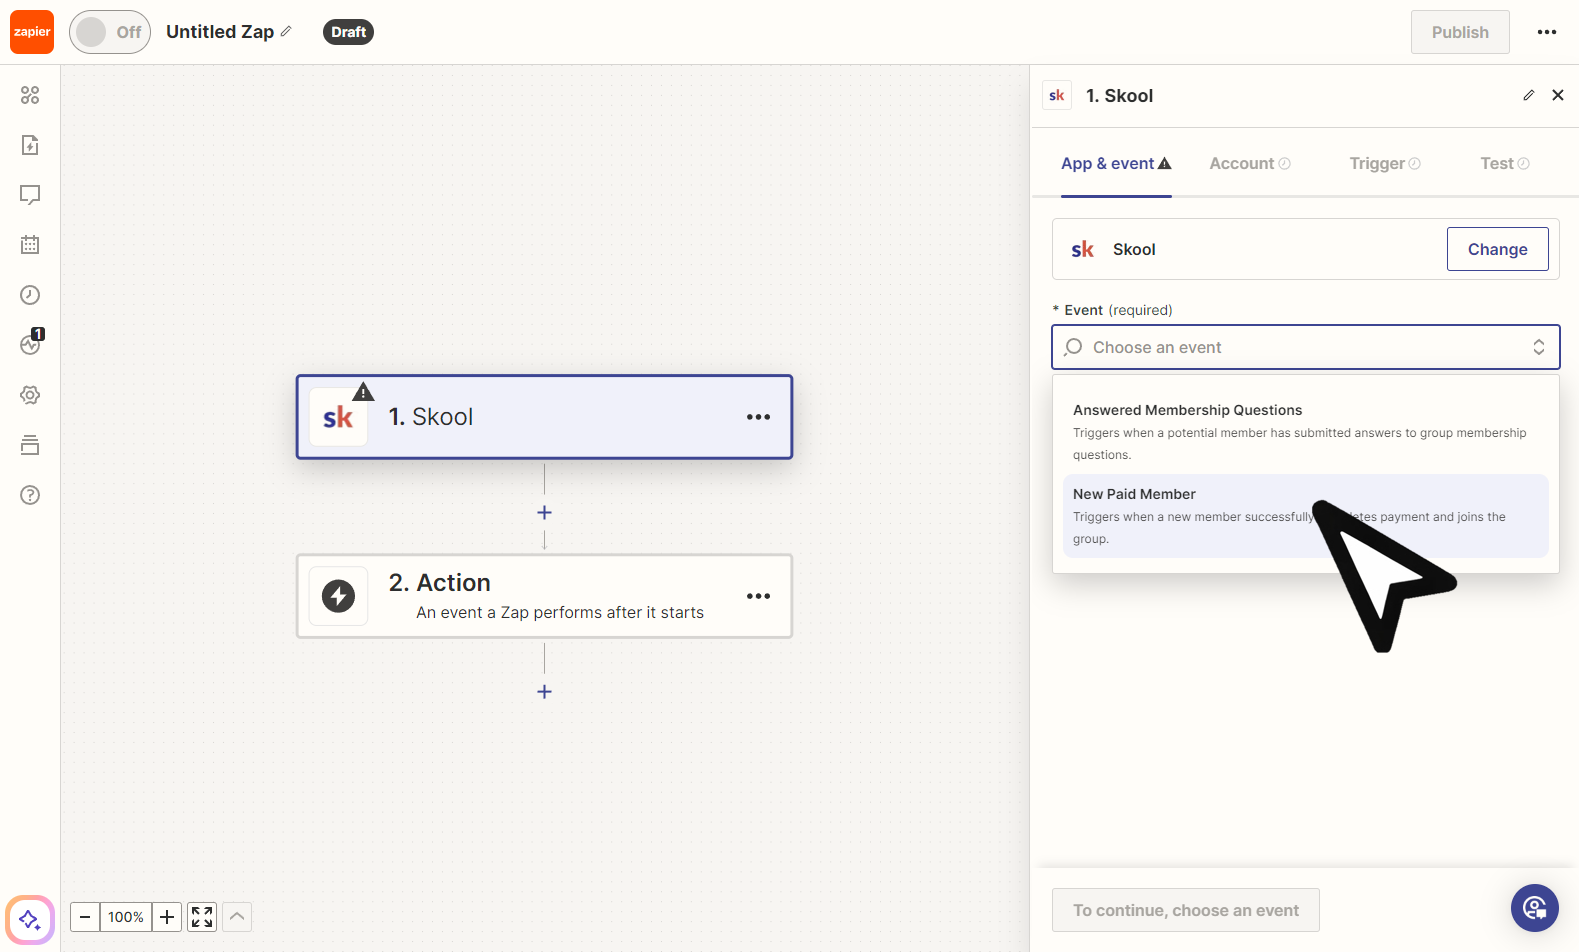 zapier
Off
Untitled Zap
Draft
Publish
1
sk
1. Skool
App & event
Account
Trigger
Test
sk
Skool
Change
* Event (required)
Choose an event
Answered Membership Questions
Triggers when a potential member has submitted answers to group membership
questions.
New Paid Member
Triggers when a new member successfully payment and joins the
group.
sk
1. Skool
2. Action
An event a Zap performs after it starts
100%
To continue, choose an event